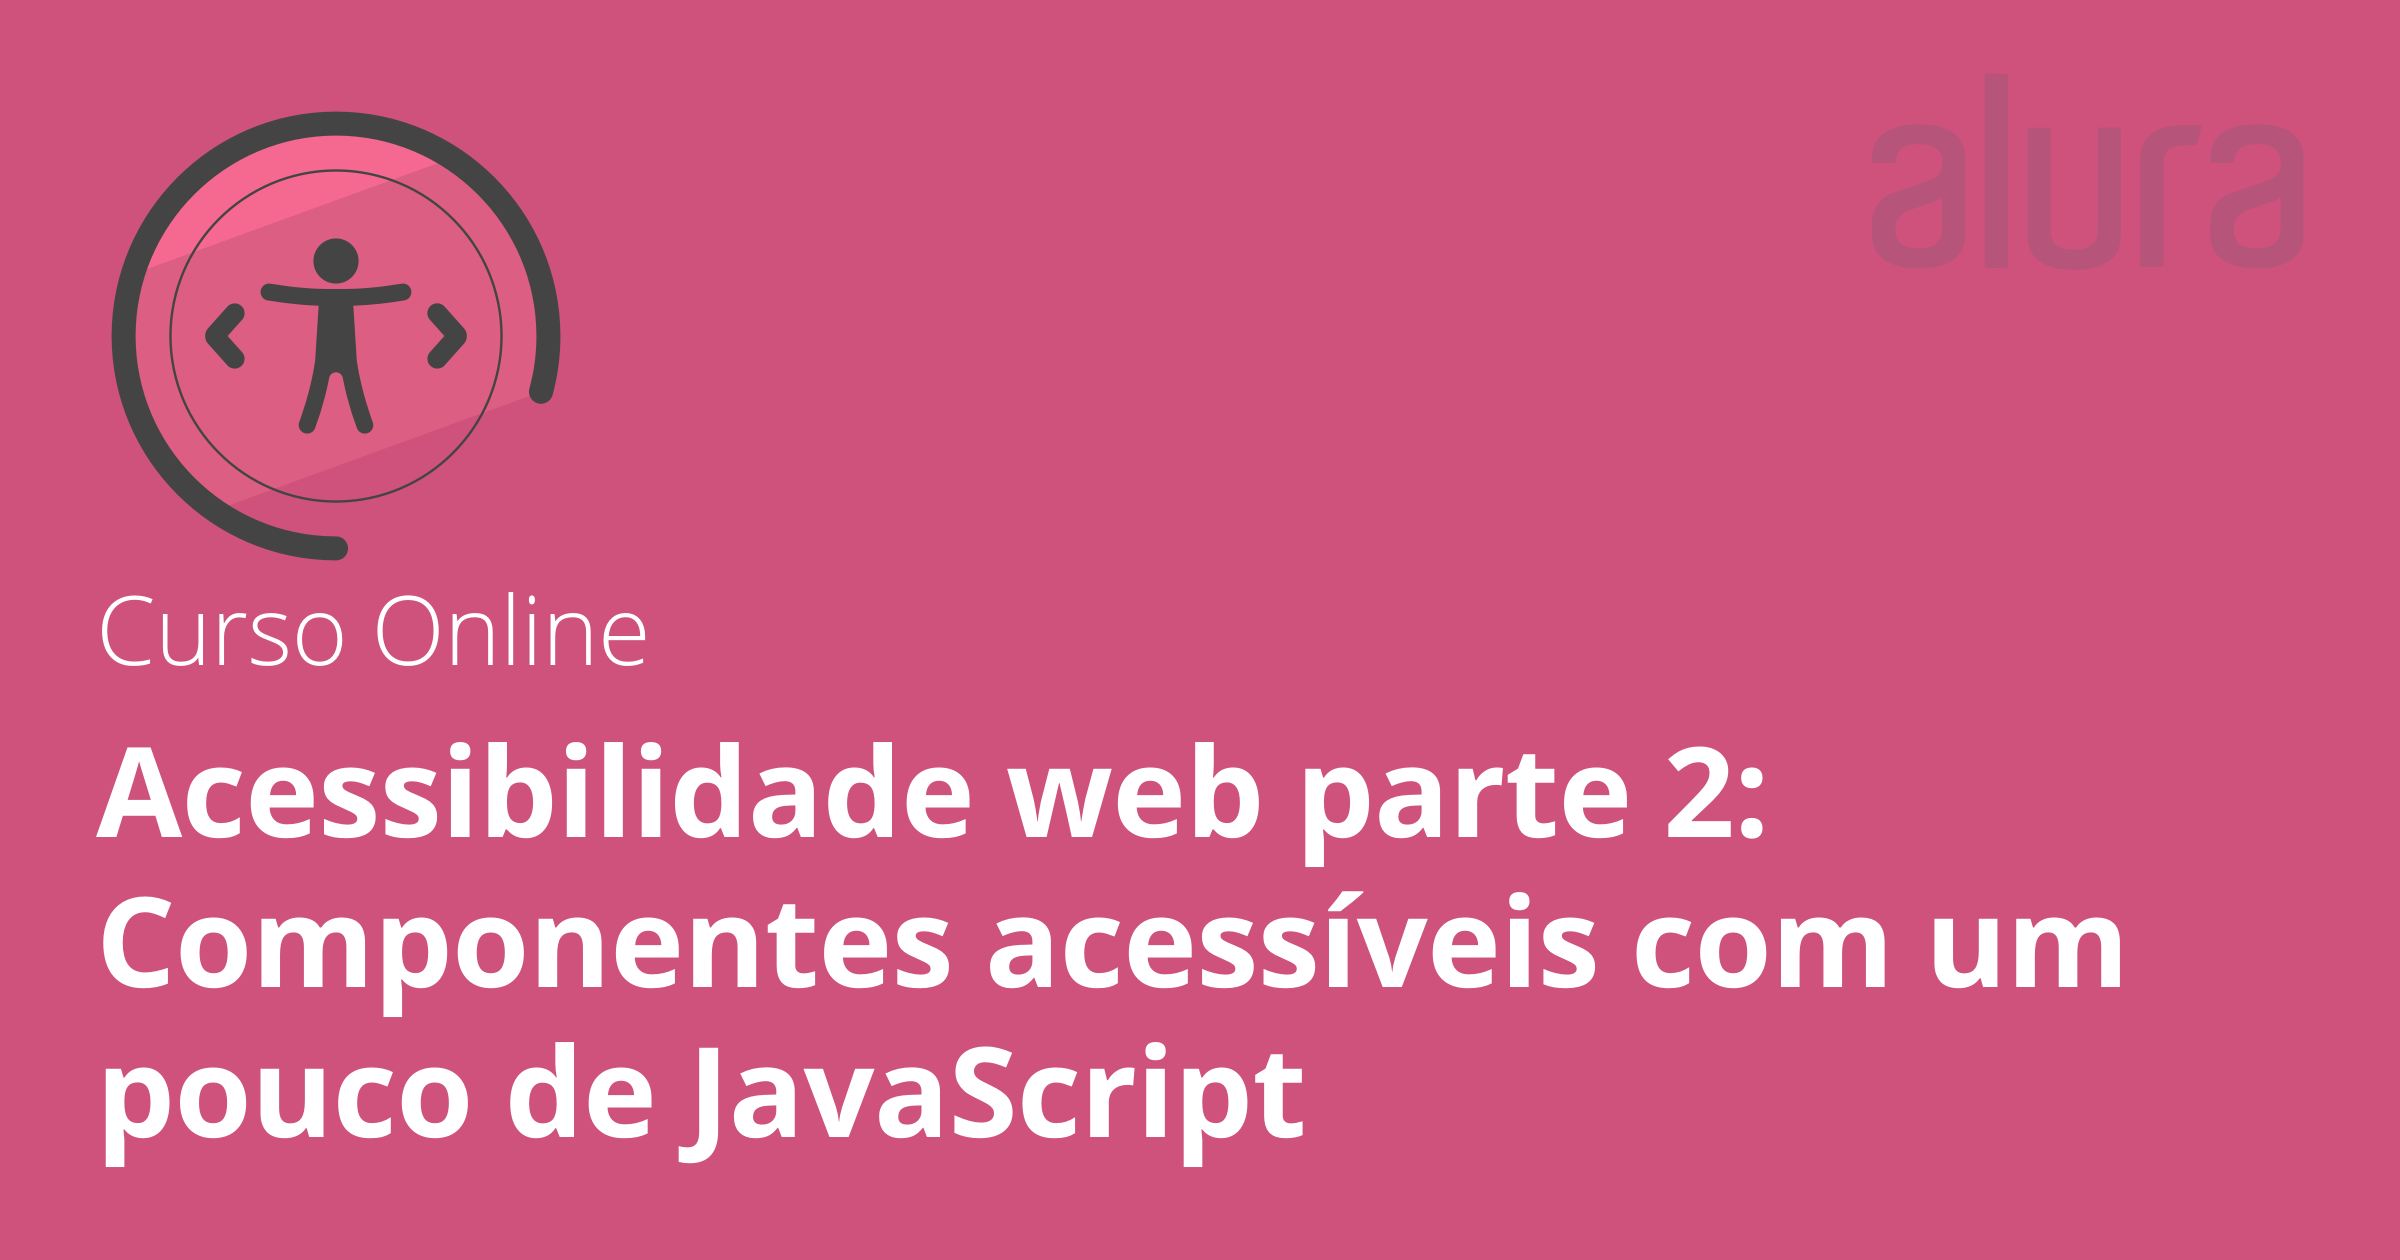 alura
Curso Online
Acessibilidade web parte 2:
Componentes acessíveis com um
pouco de JavaScript